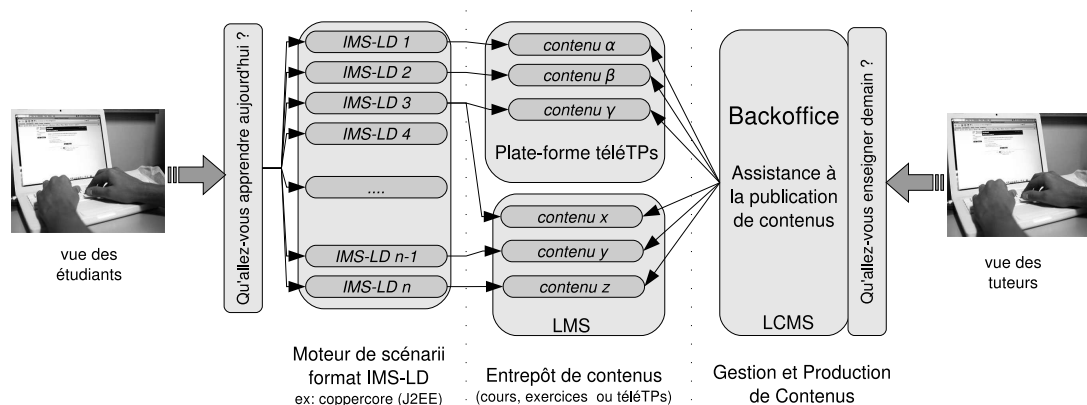 vue des
étudiants
Qu'allez-vous apprendre aujourd'hui ?
IMS-LD 1
IMS-LD 2
IMS-LD 3
IMS-LD 4
....
IMS-LD n-1
IMS-LD n
Moteur de scénarii
format IMS-LD
ex: coppercore (J2EE)
contenu α
contenu β
contenu γ
Plate-forme téléTPs
contenu x
contenu y
contenu z
LMS
Entrepôt de contenus
(cours, exercices ou téléTPs)
Backoffice
Assistance à
la publication
de contenus
LCMS
Gestion et Production
de Contenus
Qu'allez-vous enseigner demain ?
vue des
tuteurs